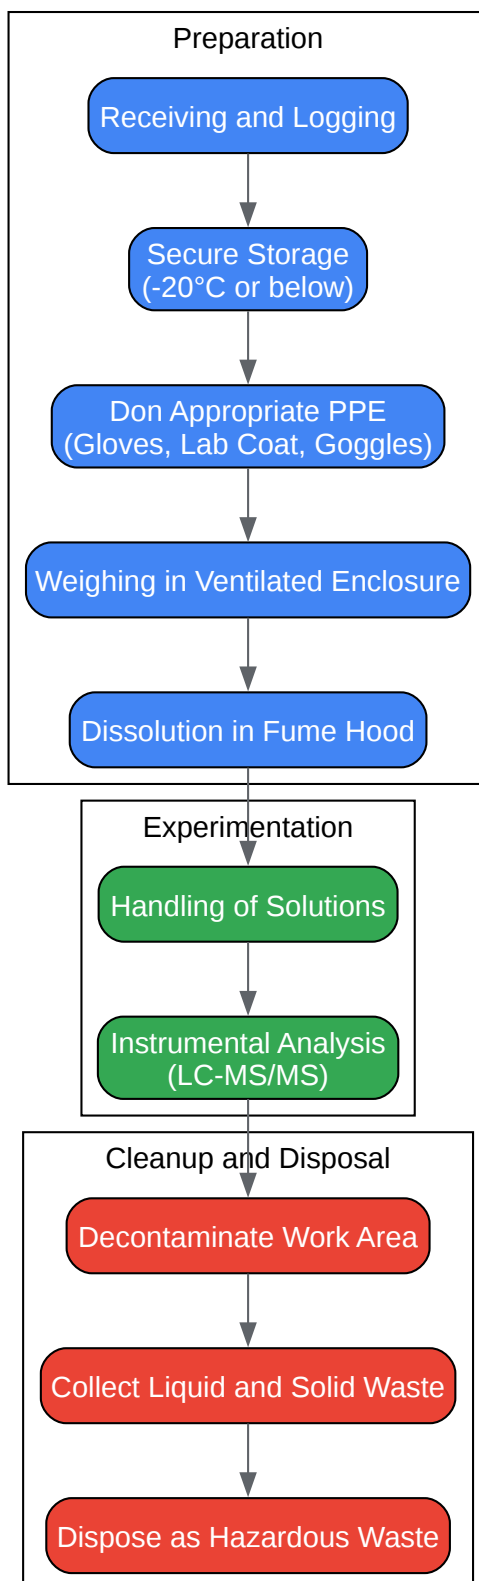 Preparation
Receiving and Logging
Secure Storage
(-20°C or below)
Don Appropriate PPE
(Gloves, Lab Coat, Goggles)
Weighing in Ventilated Enclosure
Dissolution in Fume Hood
Experimentation
Handling of Solutions
Instrumental Analysis
(LC-MS/MS)
Cleanup and Disposal
Decontaminate Work Area
Collect Liquid and Solid Waste
Dispose as Hazardous Waste